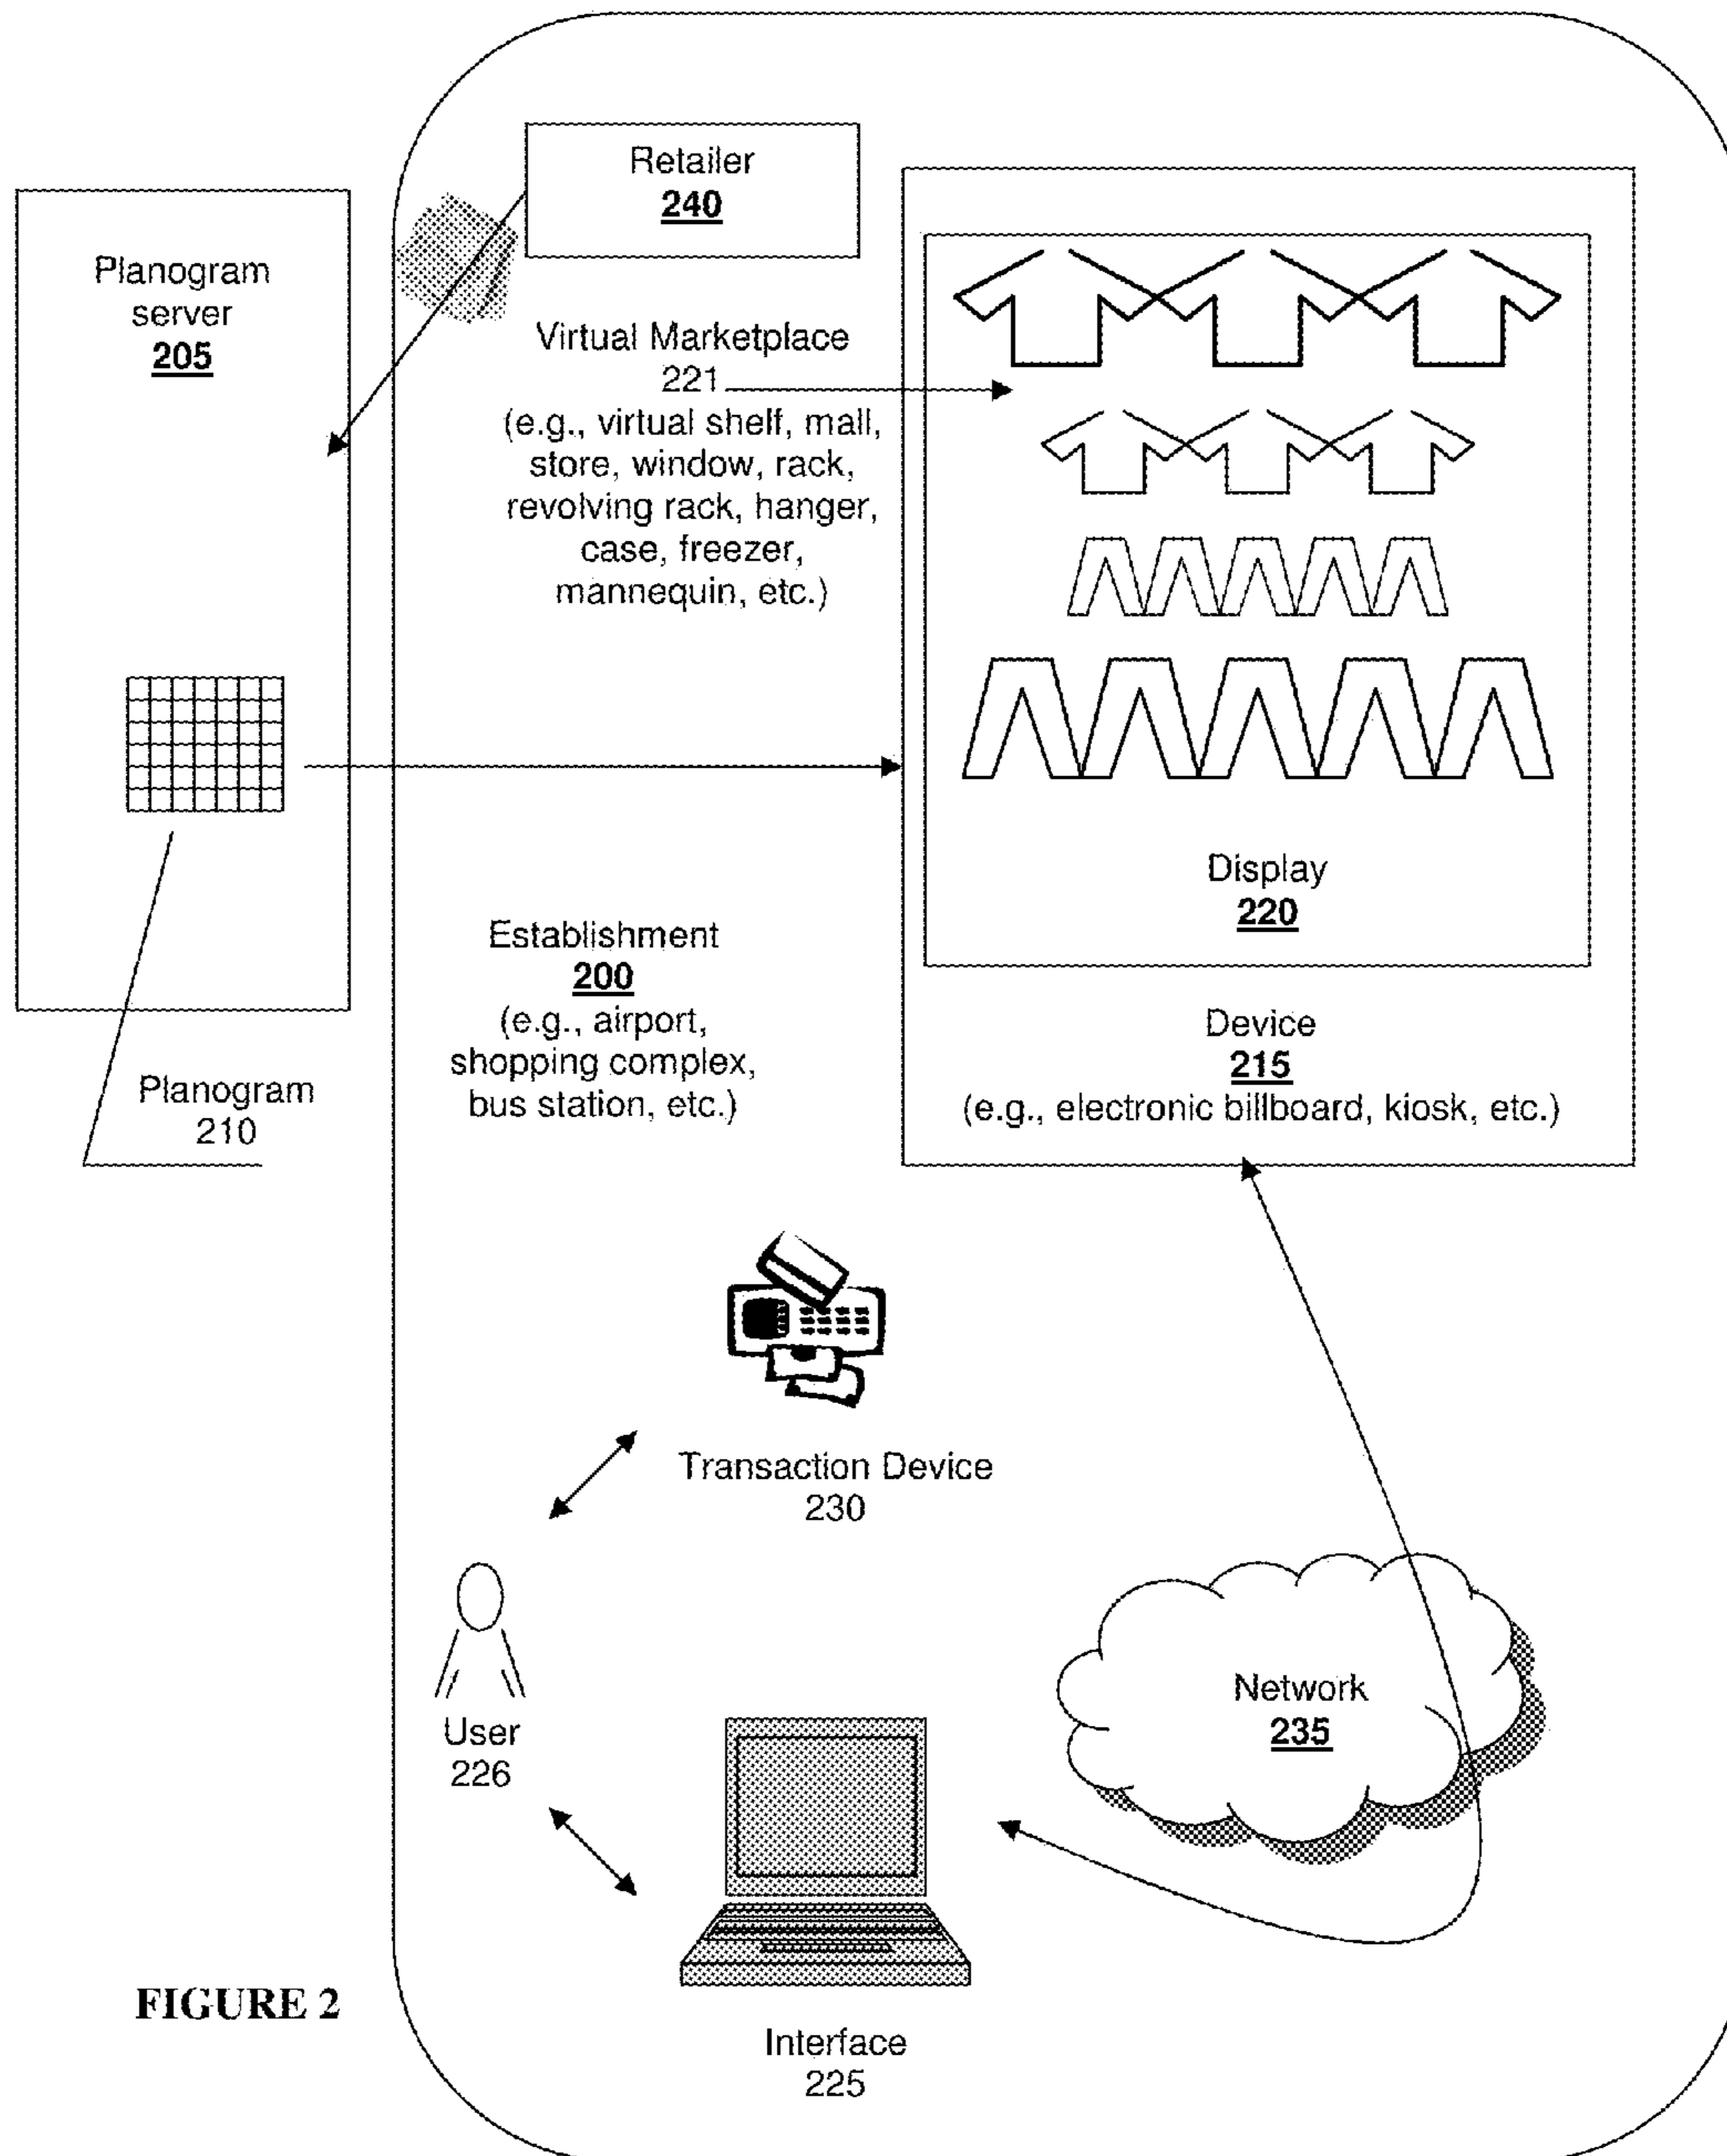 Retailer
240
Planogram
server
205
Virtual Marketplace
221
(e.g., virtual shelf, mall,
store, window, rack,
revolving rack, hanger,
case, freezer,
mannequin, etc.)
Display
220
Establishment
200
(e.g., airport,
shopping complex,
bus station, etc.)
Device
215
(e.g., electronic billboard, kiosk, etc.)
Planogram
210
Transaction Device
230
Network
235
User
226
FIGURE 2
Interface
225